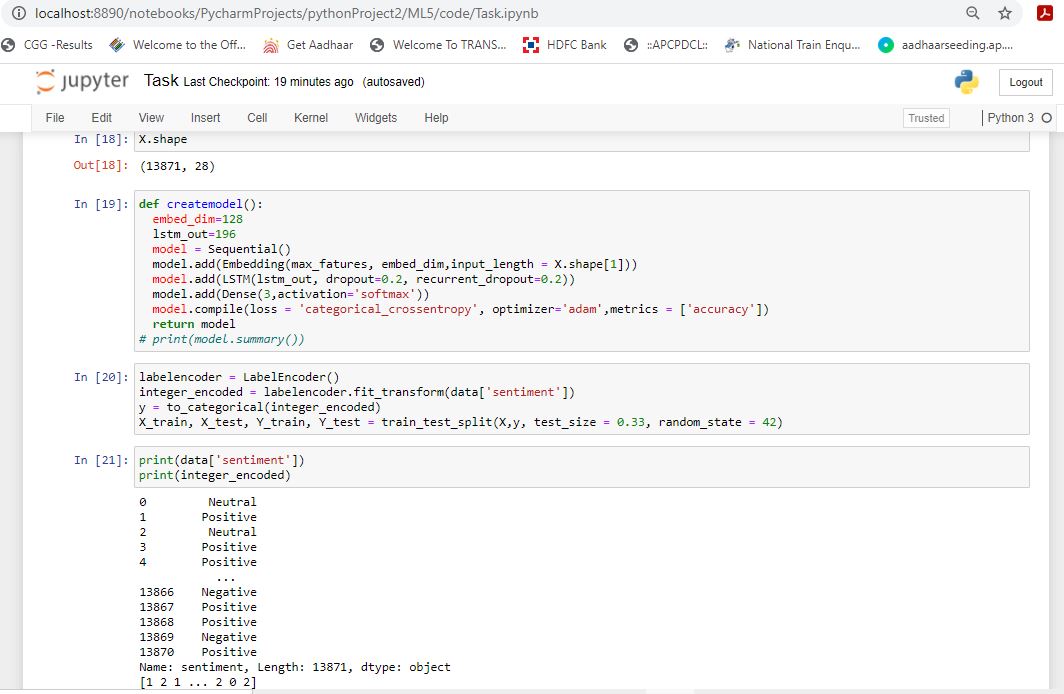 localhost:8890/notebooks/PycharmProjects/pythonProject2/ML5/code/Task.ipynb
CGG -Results Welcome to the Off... Get Aadhaar Welcome To TRANS... HDFC Bank ::APCPDCL:: National Train Enqu... aadhaarseeding.ap....
jupyter Task Last Checkpoint: 19 minutes ago (autosaved) Logout
File Edit View Insert Cell Kernel Widgets Help Trusted Python 3
In [18]: X.shape
Out[18]: (13871, 28)
In [19]: def createmodel():
embed_dim=128
lstm_out=196
model = Sequential()
model.add(Embedding(max_fatures, embed_dim,input_length = X.shape[1]))
model.add(LSTM(lstm_out, dropout=0.2, recurrent_dropout=0.2))
model.add(Dense(3,activation='softmax'))
model.compile(loss = 'categorical_crossentropy', optimizer='adam',metrics = ['accuracy'])
return model
# print(model.summary())
In [20]: labelencoder = LabelEncoder()
integer_encoded = labelencoder.fit_transform(data['sentiment'])
y = to_categorical(integer_encoded)
X_train, X_test, Y_train, Y_test = train_test_split(X,y, test_size = 0.33, random_state = 42)
In [21]: print(data['sentiment'])
print(integer_encoded)
0 Neutral
1 Positive
2 Neutral
3 Positive
4 Positive
...
13866 Negative
13867 Positive
13868 Positive
13869 Negative
13870 Positive
Name: sentiment, Length: 13871, dtype: object
[1 2 1 ... 2 0 2]